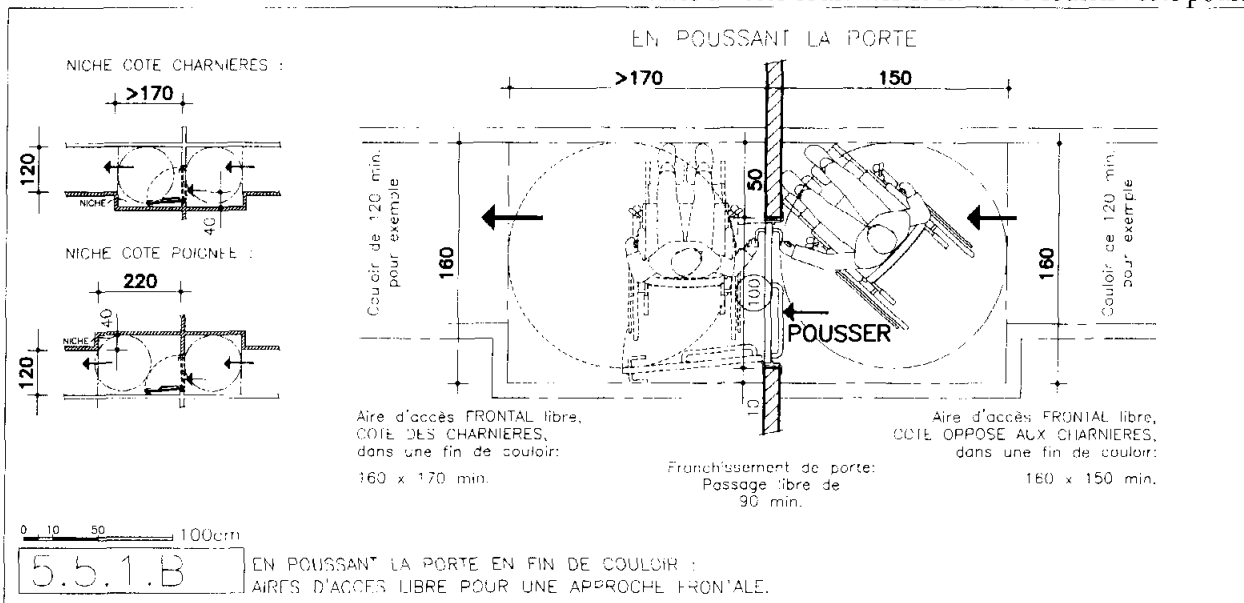 EN POUSSANT LA PORTE
NICHE COTE CHARNIERES :
>170
120
NICHE
40
NICHE COTE POIGNEE :
220
40
NICHE
120
>170
150
Couloir de 120 min.
pour exemple
160
50
100
10
POUSSER
160
Couloir de 120 min.
pour exemple
Aire d'accès FRONTAL libre,
COTE DES CHARNIERES,
dans une fin de couloir:
160 x 170 min.
Franchissement de porte:
Passage libre de
90 min.
Aire d'accès FRONTAL libre,
COTE OPPOSE AUX CHARNIERES,
dans une fin de couloir:
160 x 150 min.
0 10 50 100cm
5.5.1.B
EN POUSSANT LA PORTE EN FIN DE COULOIR :
AIRES D'ACCES LIBRE POUR UNE APPROCHE FRONTALE.